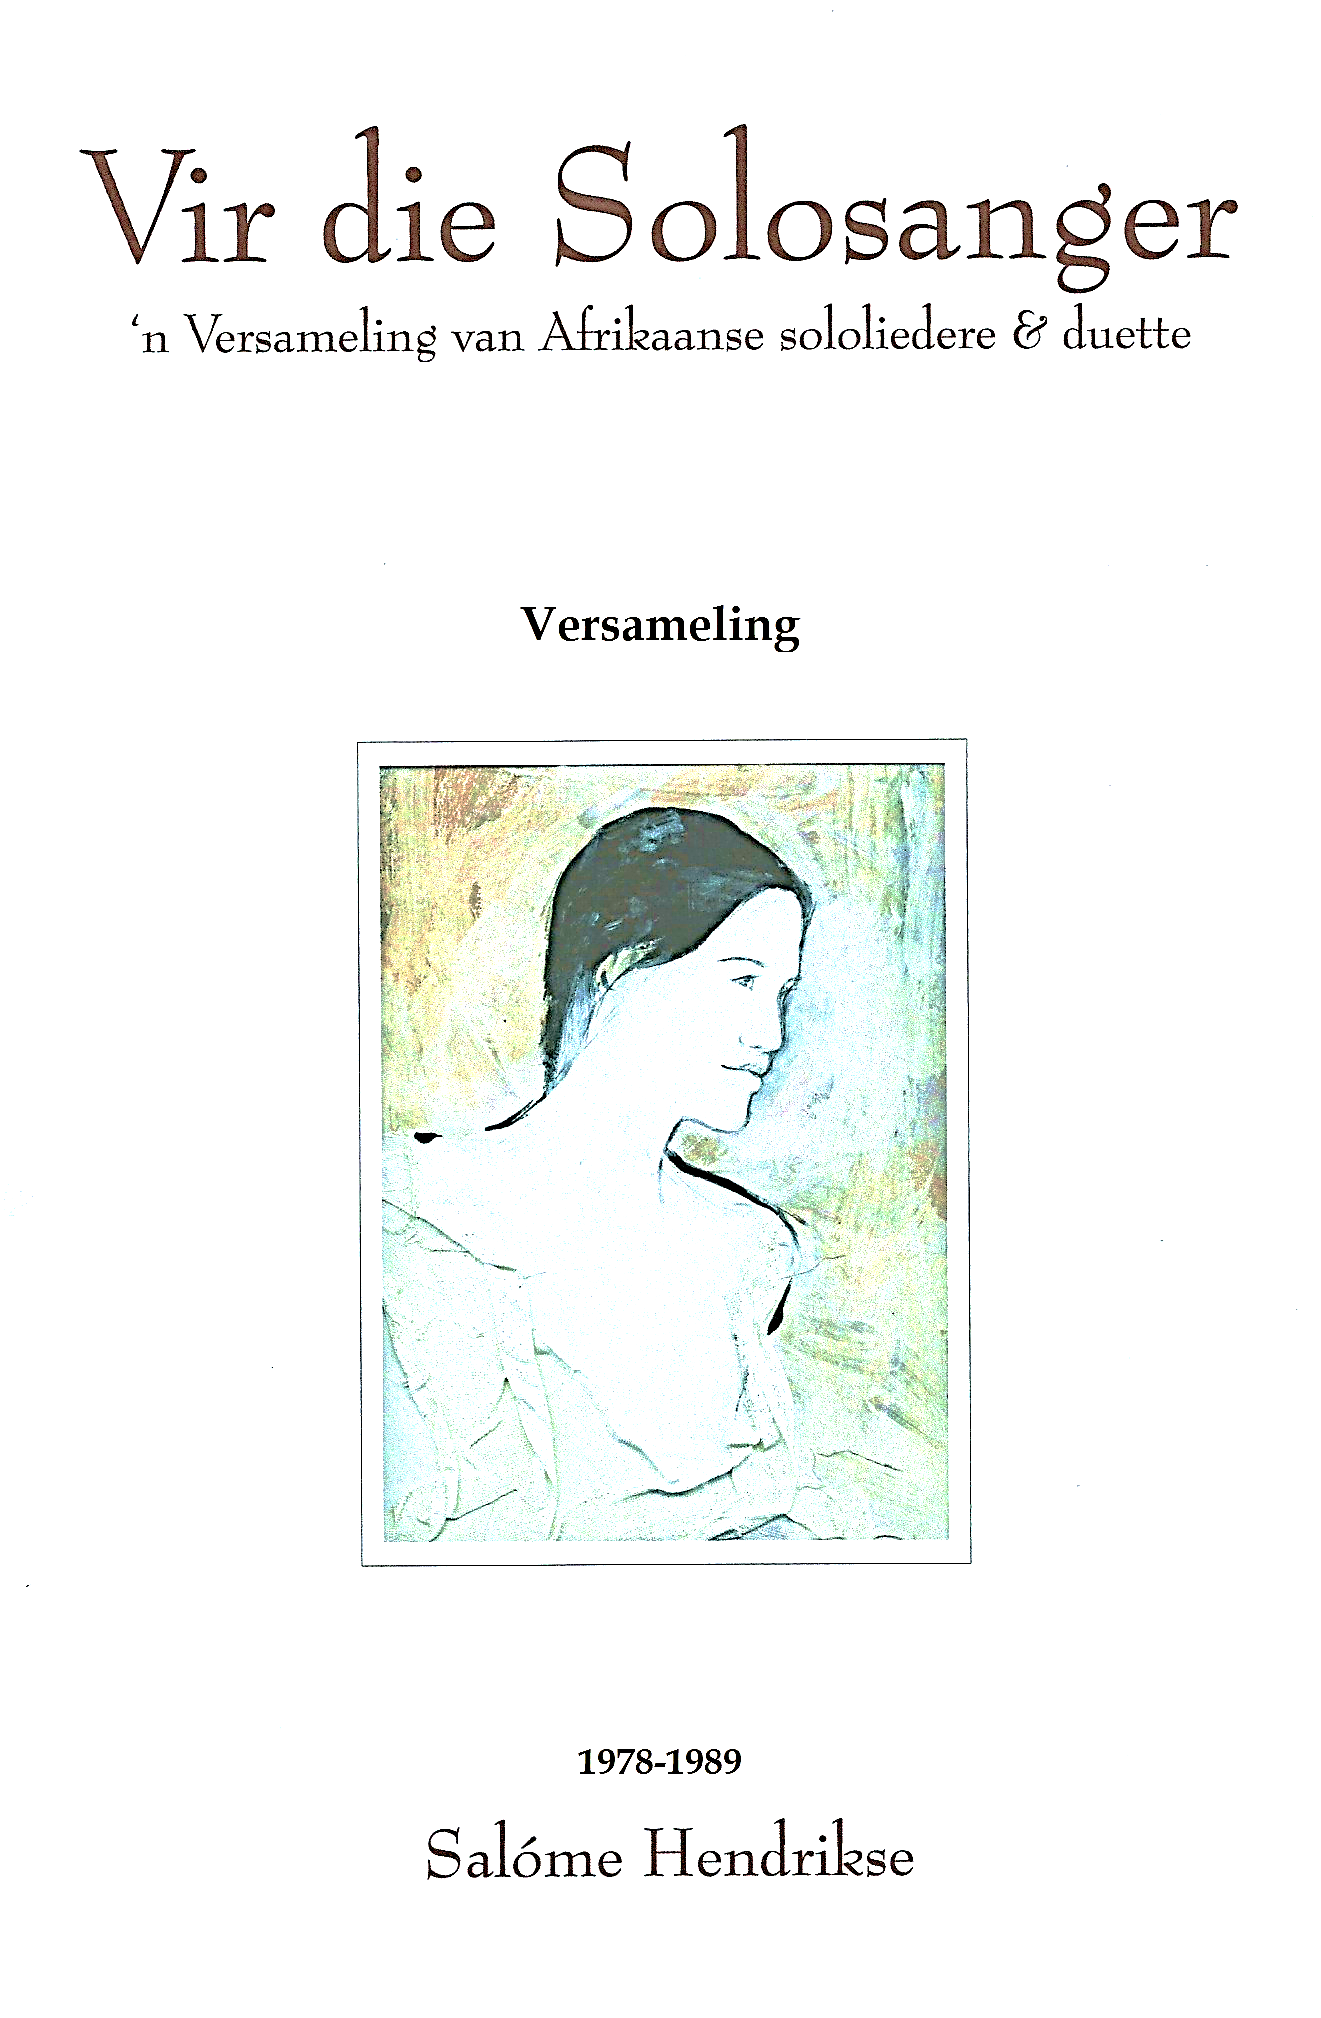 Vir die Solosanger
‘n Versameling van Afrikaanse sololiedere & duette
Versameling
1978-1989
Salóme Hendrikse